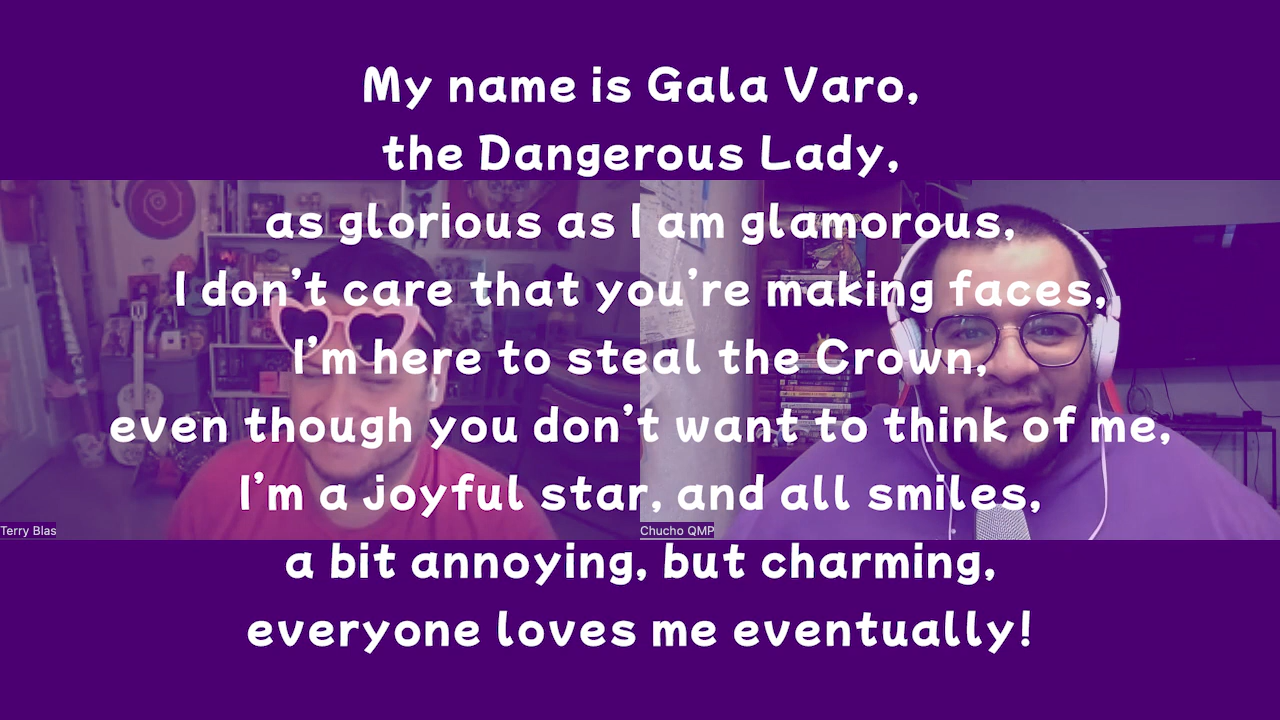 My name is Gala Varo,
the Dangerous Lady,
as glorious as I am glamorous,
I don't care that you're making faces,
I'm here to steal the Crown,
even though you don't want to think of me,
I'm a joyful star, and all smiles,
a bit annoying, but charming,
everyone loves me eventually!
Terry Blas
Chucho QMP